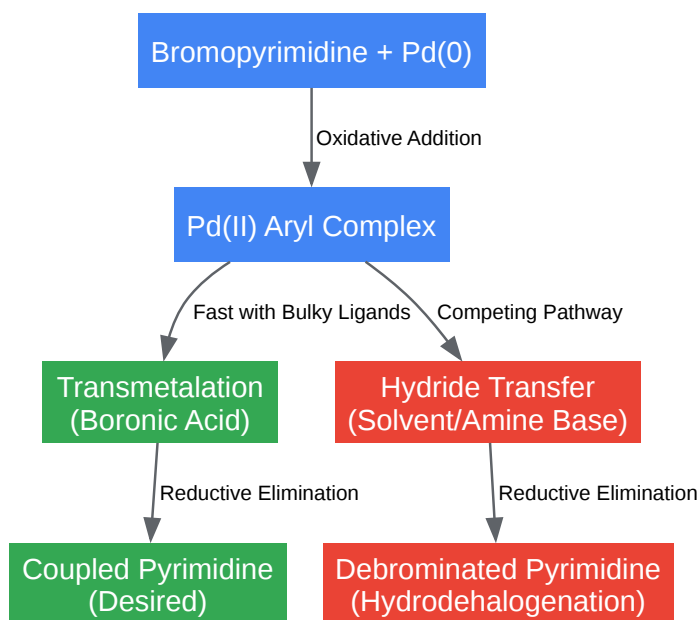 Bromopyrimidine + Pd(0)
Oxidative Addition
Pd(II) Aryl Complex
Fast with Bulky Ligands
Competing Pathway
Transmetalation
(Boronic Acid)
Hydride Transfer
(Solvent/Amine Base)
Reductive Elimination
Reductive Elimination
Coupled Pyrimidine
(Desired)
Debrominated Pyrimidine
(Hydrodehalogenation)